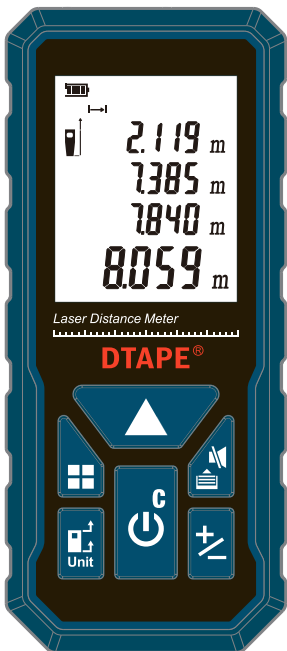 2.119 m
7.385 m
7.840 m
8.059 m
Laser Distance Meter
DTAPE®
C
Unit